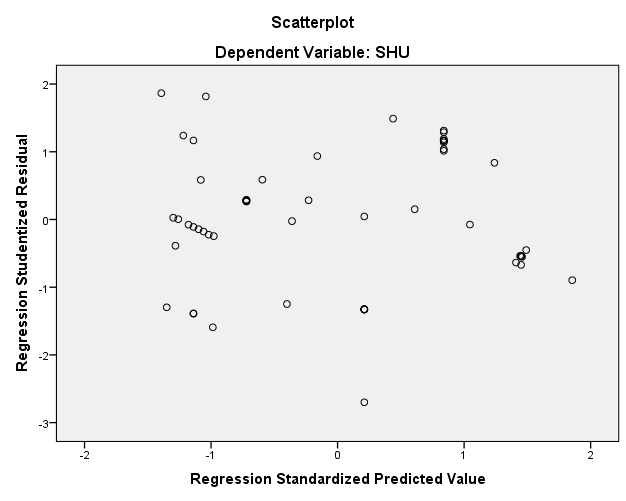 Scatterplot
Dependent Variable: SHU
Regression Studentized Residual
2
1
0
-1
-2
-3
-2
-1
0
1
2
Regression Standardized Predicted Value